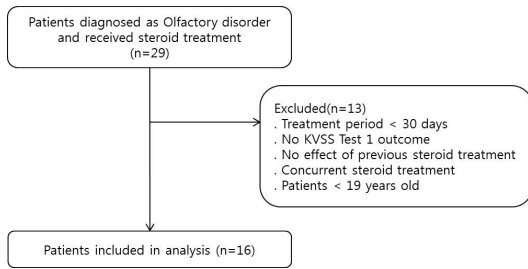 Patients diagnosed as Olfactory disorder
and received steroid treatment
(n=29)
Excluded(n=13)
. Treatment period < 30 days
. No KVSS Test 1 outcome
. No effect of previous steroid treatment
. Concurrent steroid treatment
. Patients < 19 years old
Patients included in analysis (n=16)